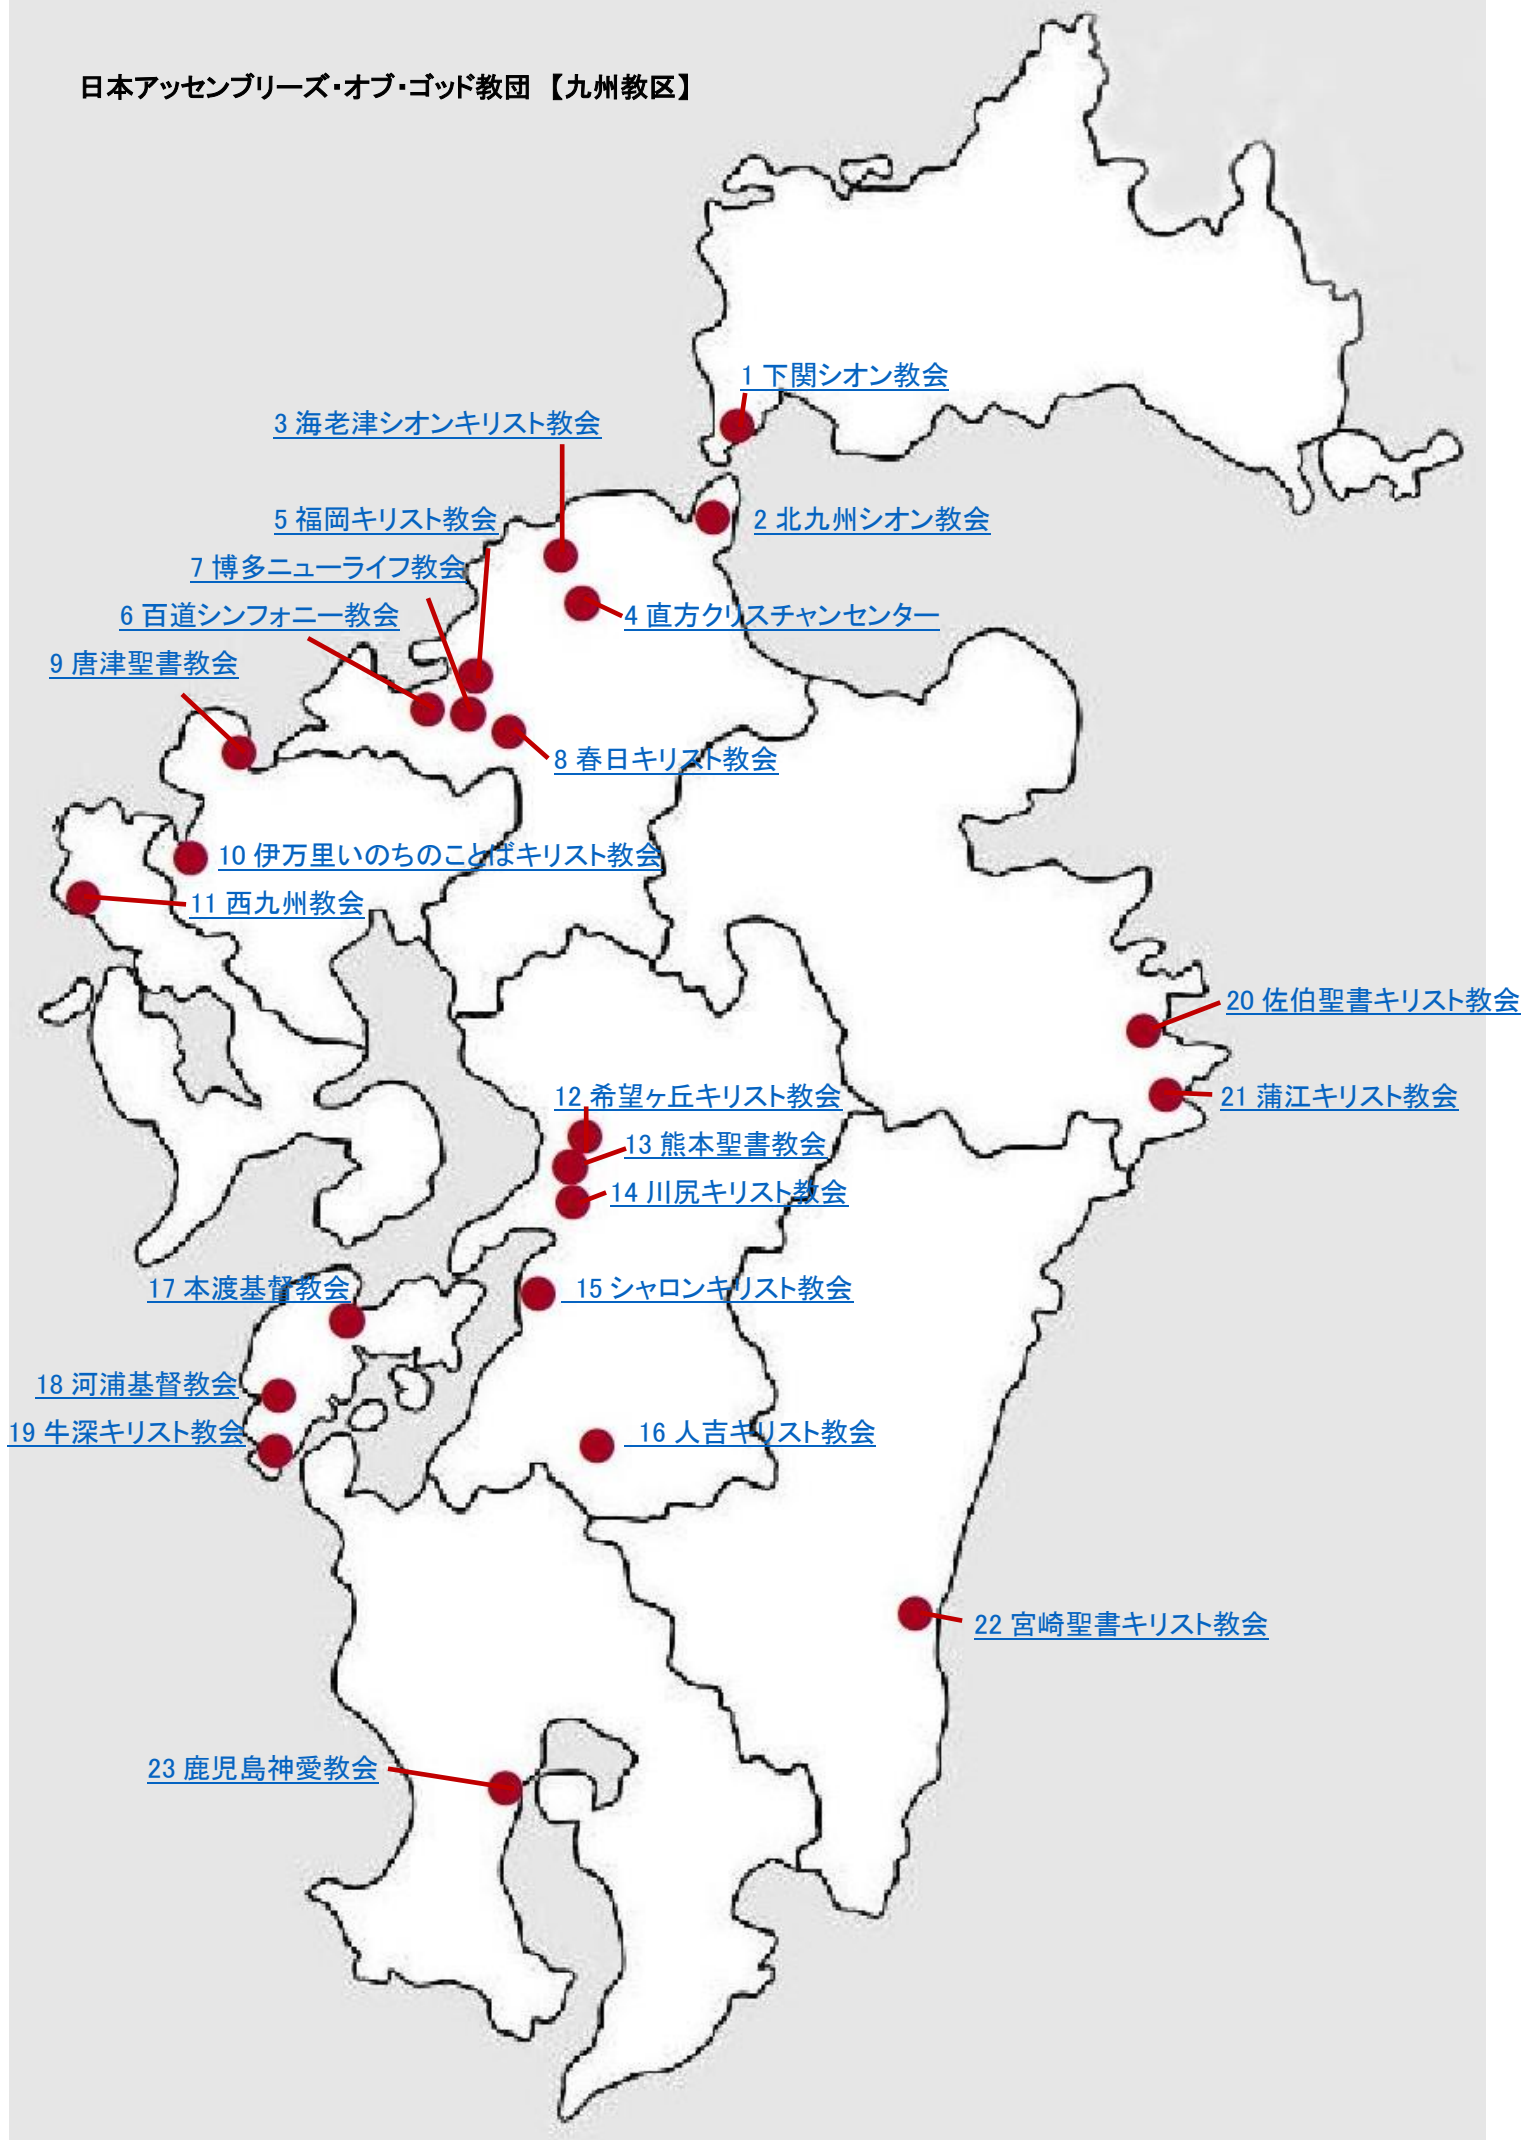 日本アッセンブリーズ・オブ・ゴッド教団 【九州教区】
1 下関シオン教会
3 海老津シオンキリスト教会
5 福岡キリスト教会
2 北九州シオン教会
7 博多ニューライフ教会
6 百道シンフォニー教会
4 直方クリスチャンセンター
9 唐津聖書教会
8 春日キリスト教会
10 伊万里いのちのことばキリスト教会
11 西九州教会
20 佐伯聖書キリスト教会
12 希望ヶ丘キリスト教会
21 蒲江キリスト教会
13 熊本聖書教会
14 川尻キリスト教会
17 本渡基督教会
15 シャロンキリスト教会
18 河浦基督教会
19 牛深キリスト教会
16 人吉キリスト教会
22 宮崎聖書キリスト教会
23 鹿児島神愛教会